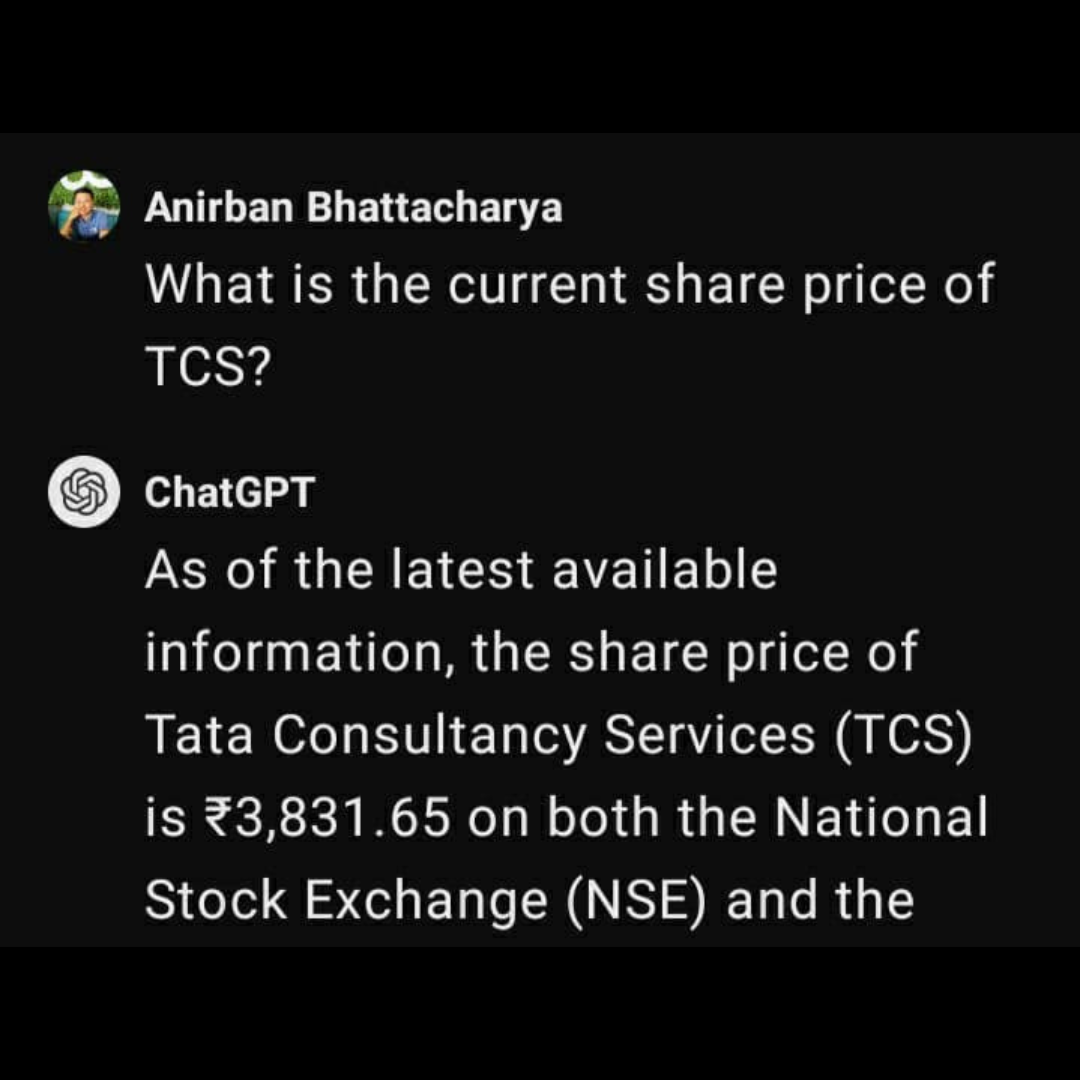 Anirban Bhattacharya
What is the current share price of
TCS?
ChatGPT
As of the latest available
information, the share price of
Tata Consultancy Services (TCS)
is ₹3,831.65 on both the National
Stock Exchange (NSE) and the